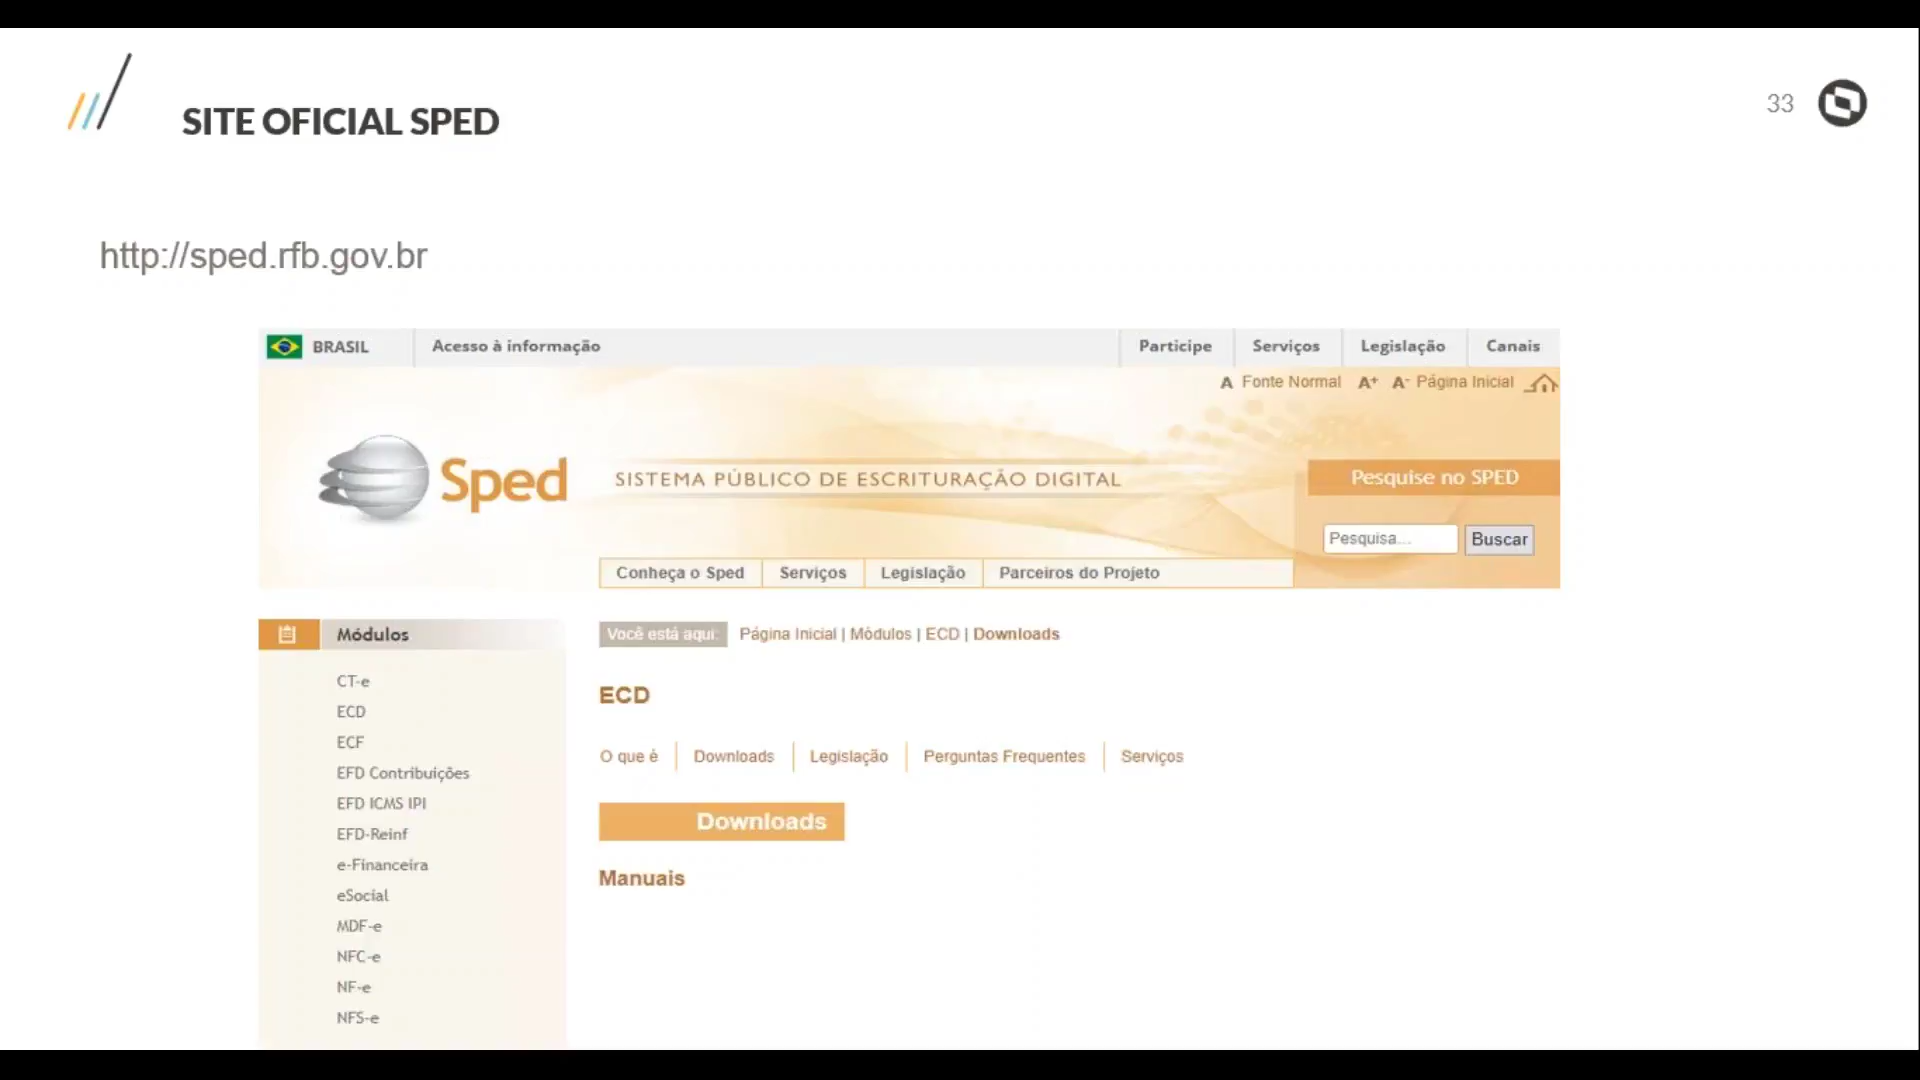 SITE OFICIAL SPED
33
http://sped.rfb.gov.br
BRASIL Acesso à informação Participe Serviços Legislação Canais
A Fonte Normal A+ A- Página Inicial
Sped SISTEMA PÚBLICO DE ESCRITURAÇÃO DIGITAL
Pesquise no SPED
Pesquisa... Buscar
Conheça o Sped Serviços Legislação Parceiros do Projeto
Módulos
CT-e
ECD
ECF
EFD Contribuições
EFD ICMS IPI
EFD-Reinf
e-Financeira
eSocial
MDF-e
NFC-e
NF-e
NFS-e
Você está aqui: Página Inicial | Módulos | ECD | Downloads
ECD
O que é Downloads Legislação Perguntas Frequentes Serviços
Downloads
Manuais